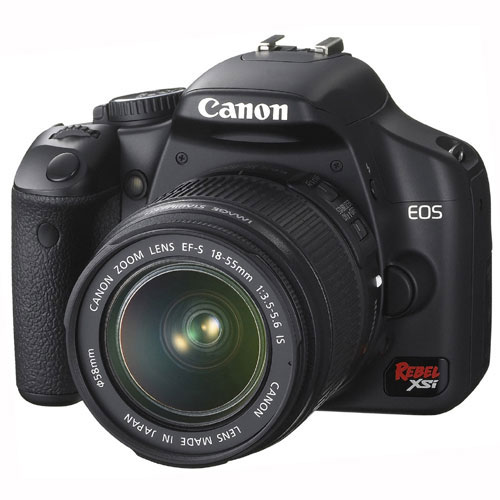 Canon
EOS
IMAGE STABILIZER
CANON ZOOM LENS EF-S 18-55mm 1:3.5-5.6 IS
φ58mm
CANON LENS MADE IN JAPAN
REBEL
XSi